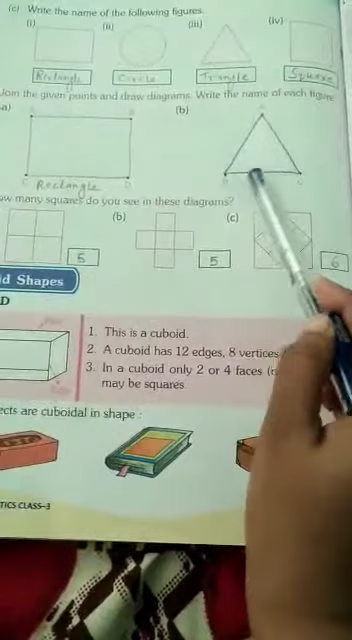 (c) Write the name of the following figures.
(i) (ii) (iii) (iv)
Rectangle Circle Triangle Square
Join the given points and draw diagrams. Write the name of each figure
a) (b)
Rectangle
ow many squares do you see in these diagrams?
(b) (c)
5 5 6
d Shapes
D
1. This is a cuboid.
2. A cuboid has 12 edges, 8 vertices
3. In a cuboid only 2 or 4 faces
may be squares
ects are cuboidal in shape :
TICS CLASS-3